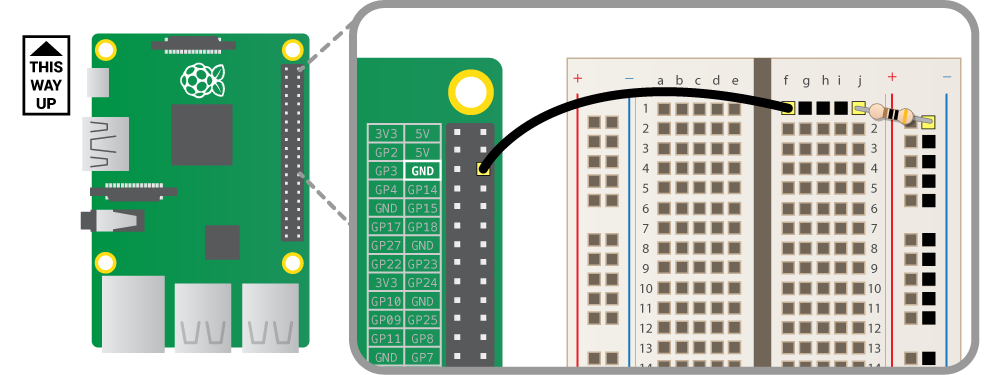 THIS
WAY
UP
3V3 5V
GP2 5V
GP3 GND
GP4 GP14
GND GP15
GP17 GP18
GP27 GND
GP22 GP23
3V3 GP24
GP10 GND
GP09 GP25
GP11 GP8
GND GP7
+ − a b c d e f g h i j + −
1
2 2
3 3
4 4
5 5
6 6
7 7
8 8
9 9
10 10
11 11
12 12
13 13
14 14